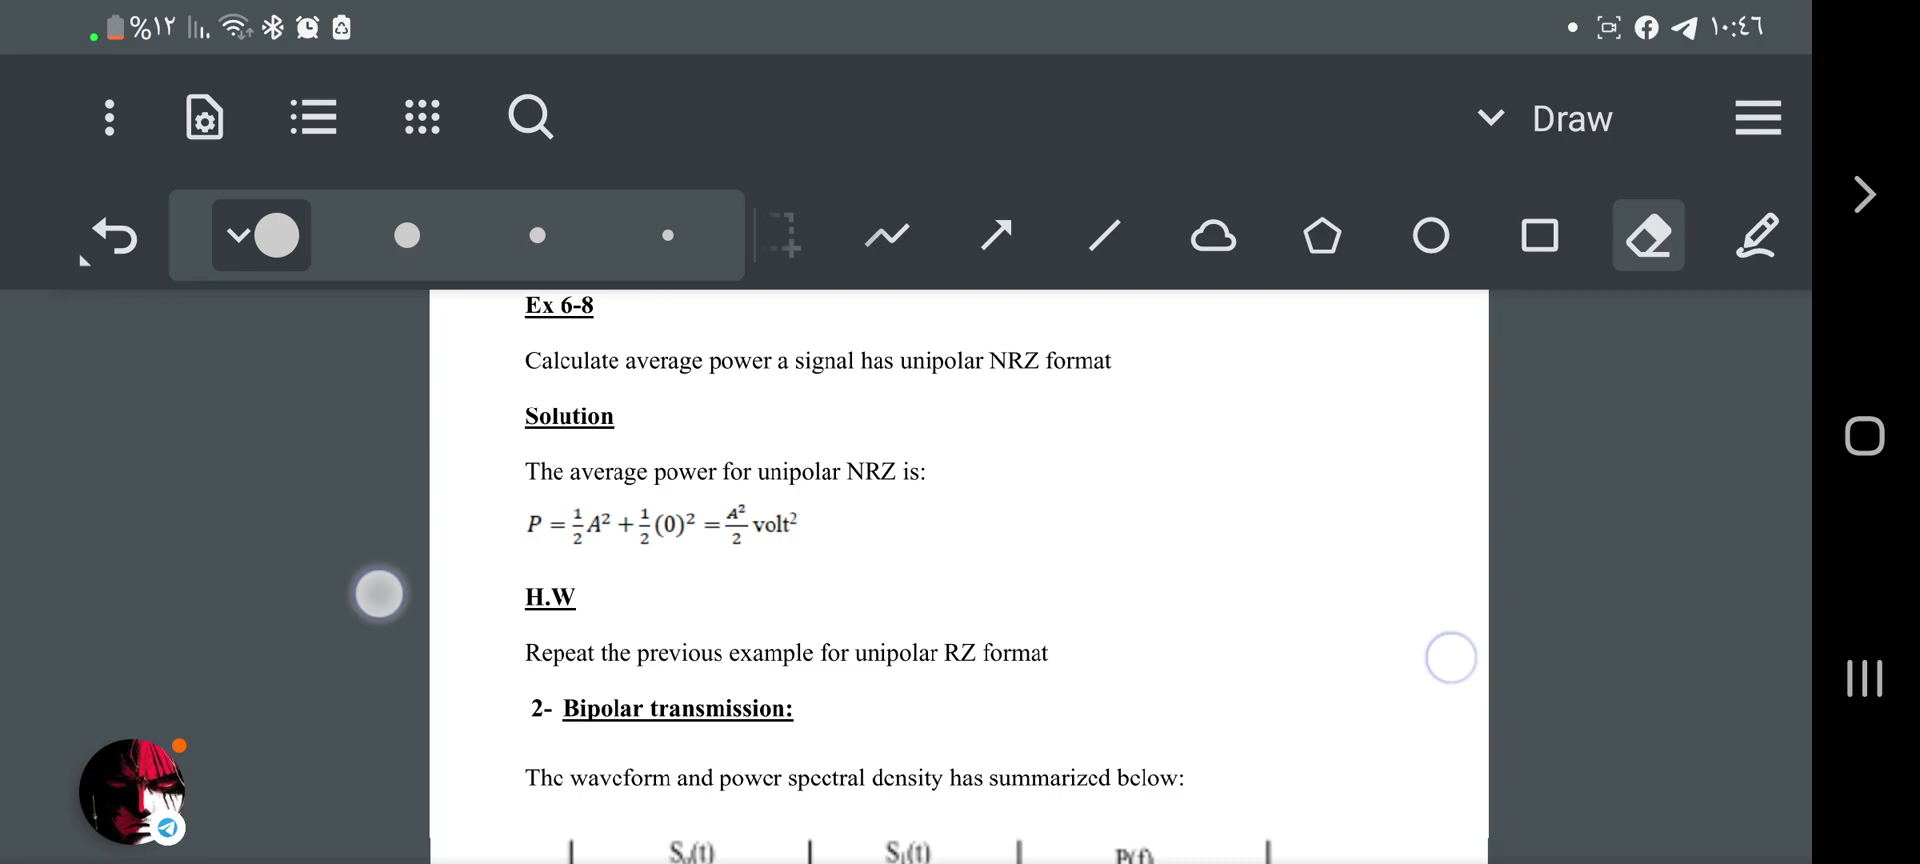 %١٢
١٠:٤٦
Draw
Ex 6-8
Calculate average power a signal has unipolar NRZ format
Solution
The average power for unipolar NRZ is:
P = 1/2 A² + 1/2 (0)² = A²/2 volt²
H.W
Repeat the previous example for unipolar RZ format
2- Bipolar transmission:
The waveform and power spectral density has summarized below:
S₀(t) S₁(t) P(f)